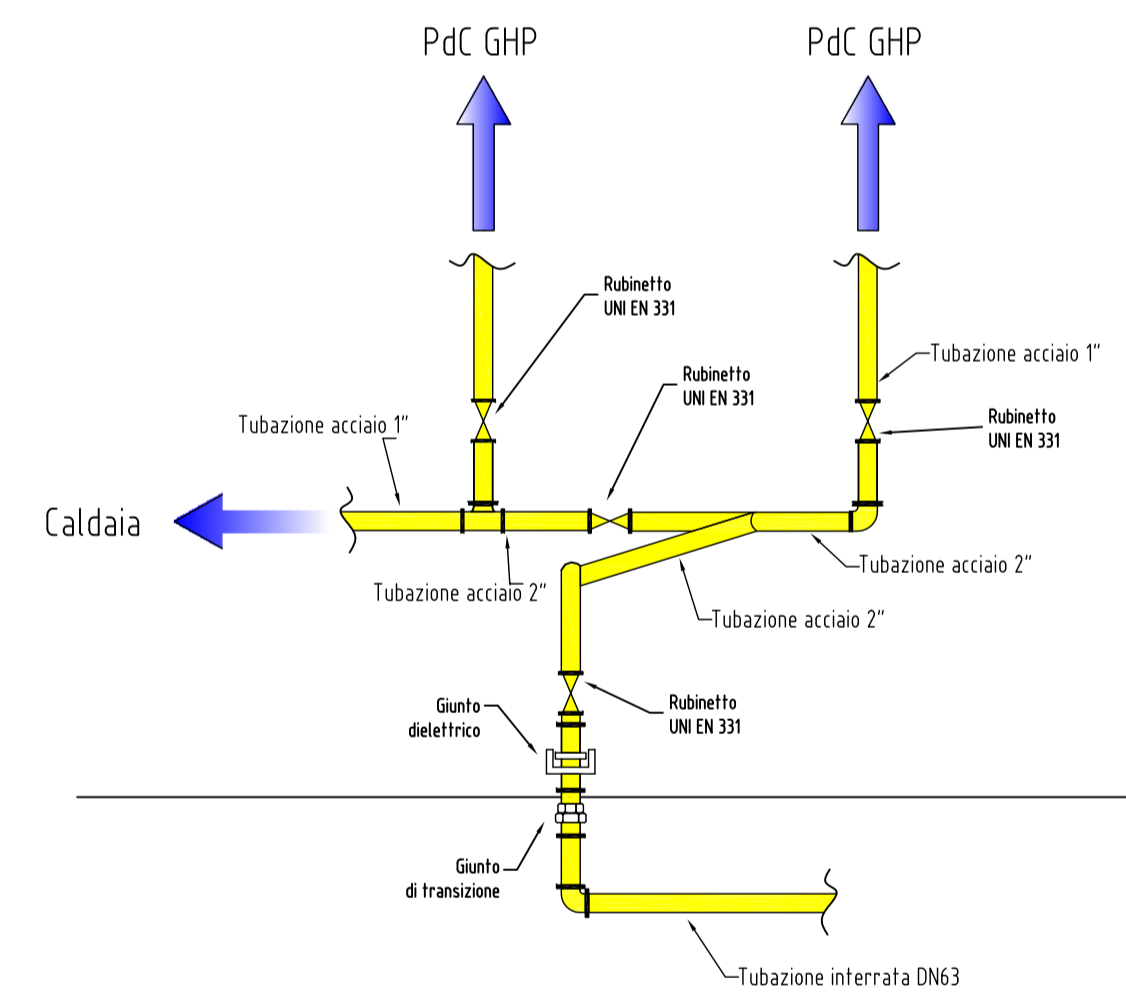 PdC GHP
PdC GHP
Rubinetto
UNI EN 331
Tubazione acciaio 1"
Rubinetto
UNI EN 331
Rubinetto
UNI EN 331
Tubazione acciaio 1"
Caldaia
Tubazione acciaio 2"
Tubazione acciaio 2"
Tubazione acciaio 2"
Giunto
dielettrico
Rubinetto
UNI EN 331
Giunto
di transizione
Tubazione interrata DN63